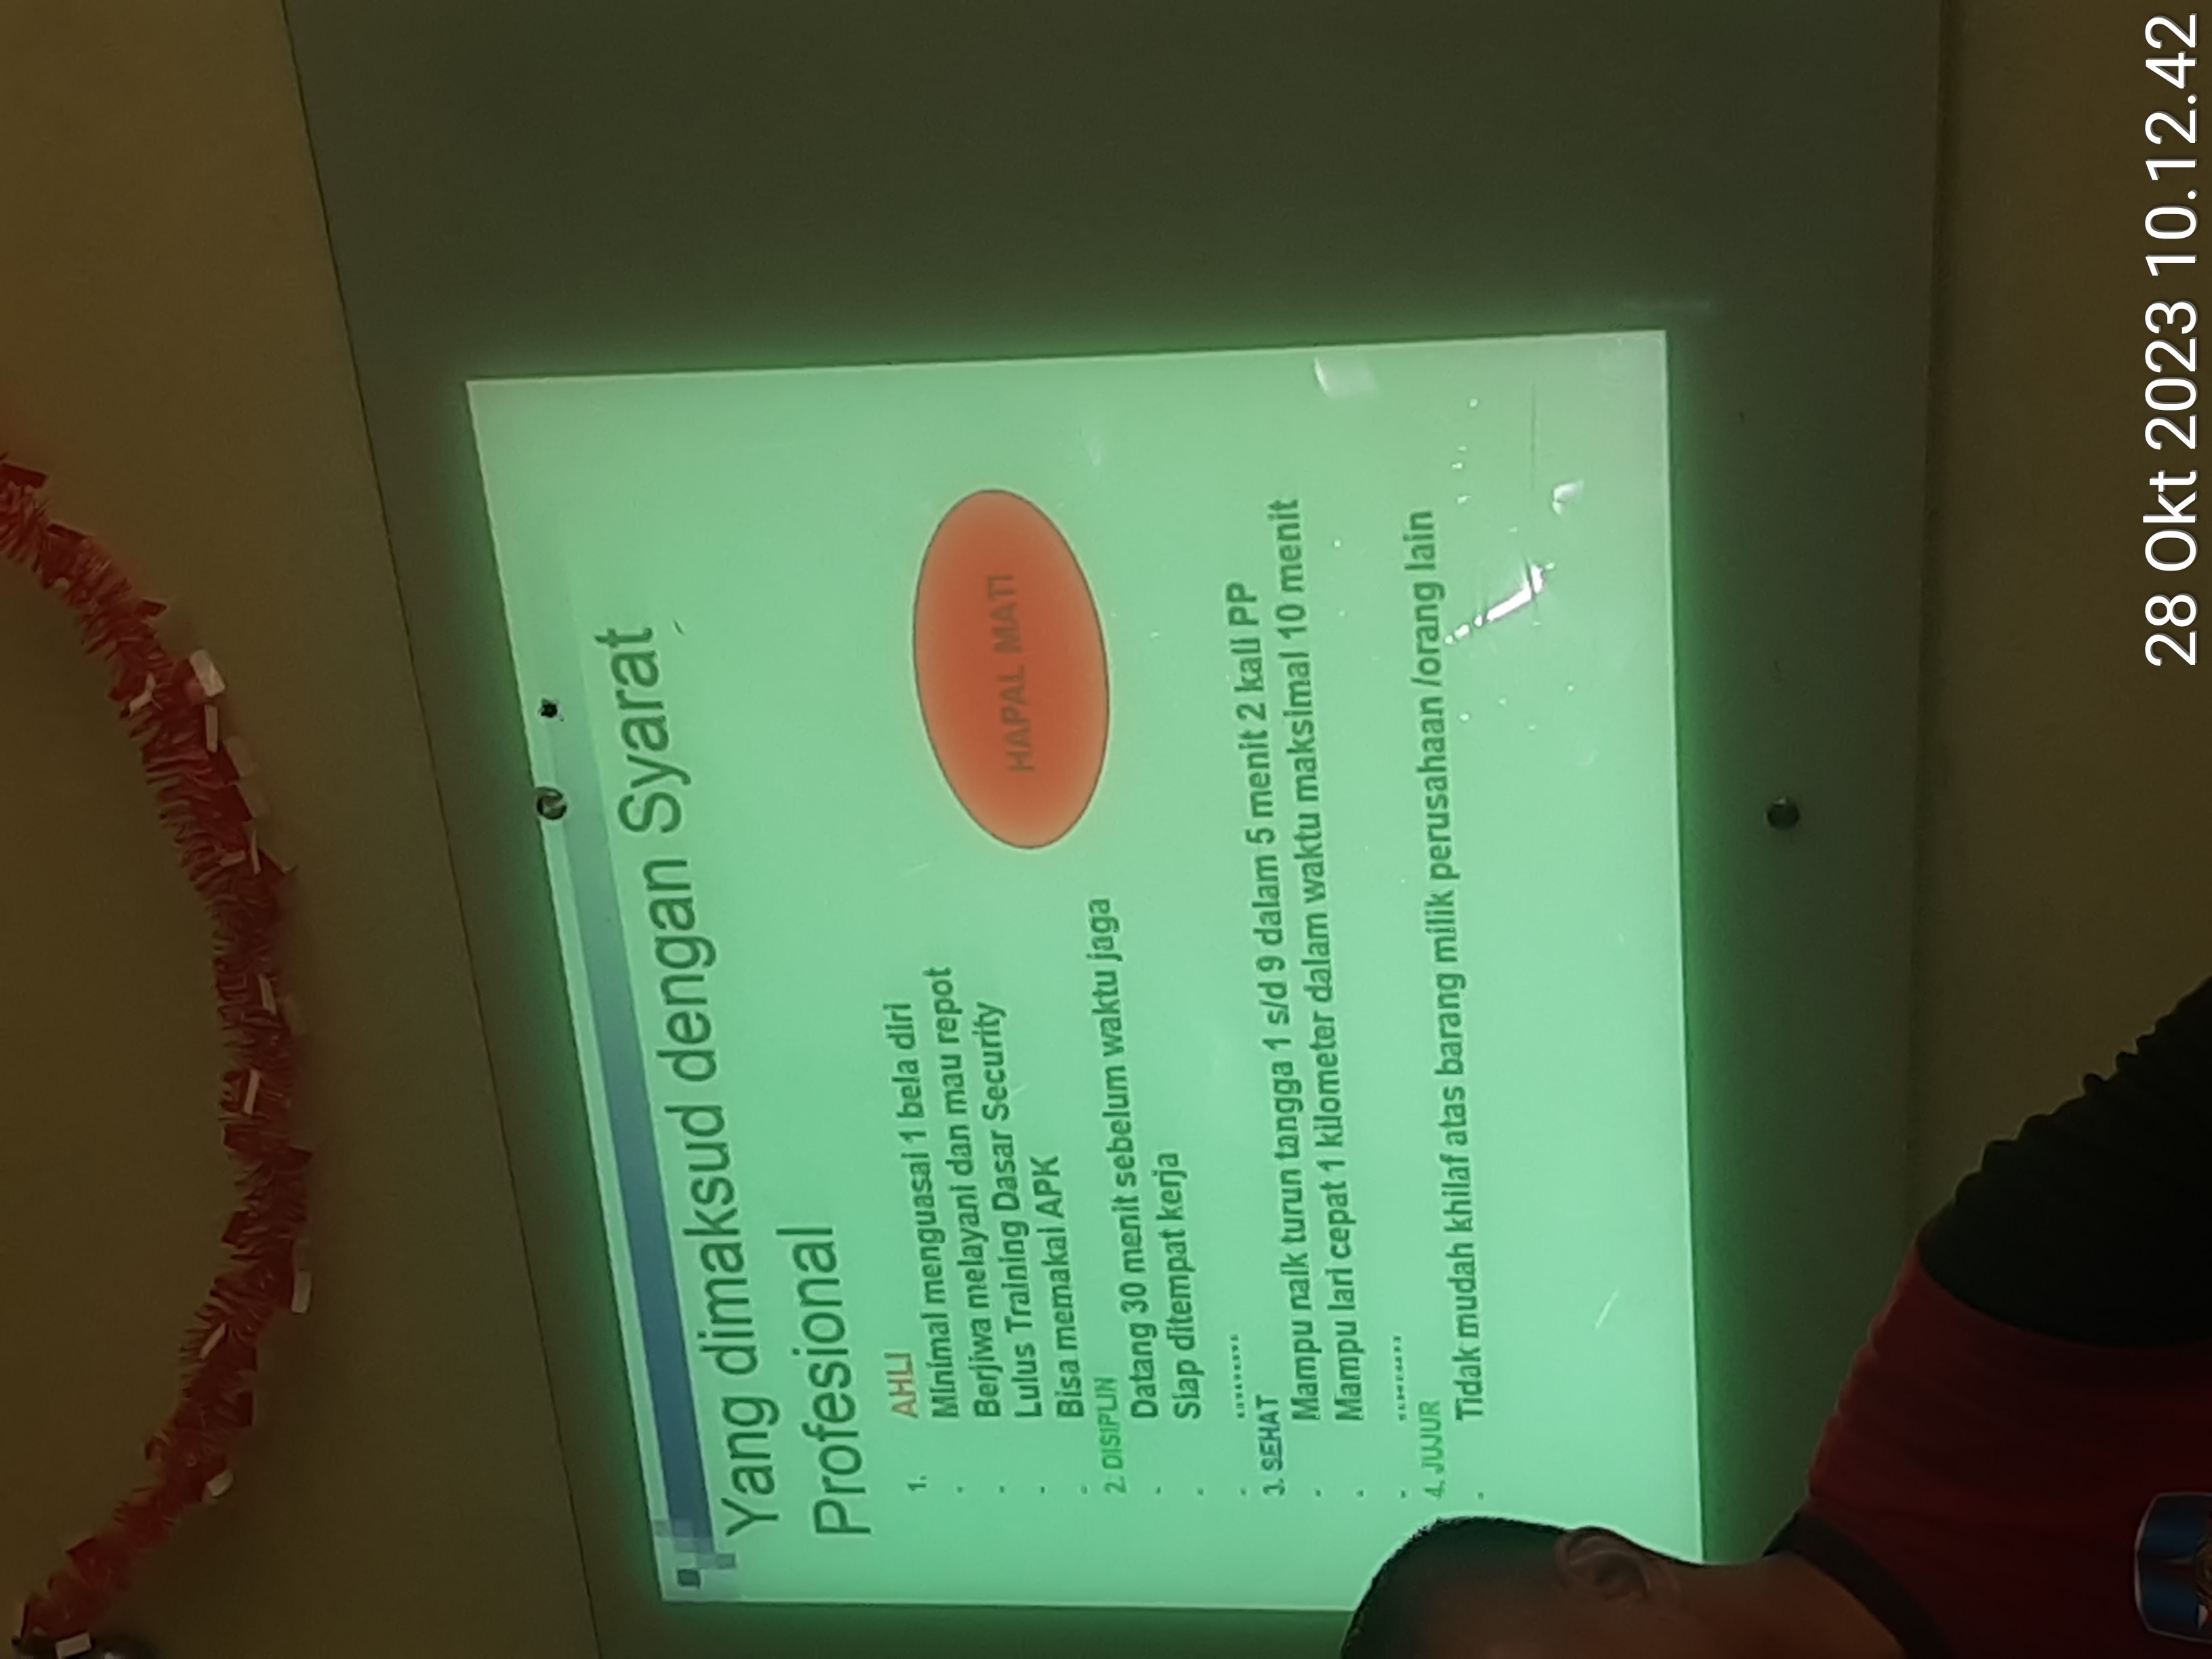 Yang dimaksud dengan Syarat
Profesional
1. AHLI
- Minimal menguasai 1 bela diri
- Berjiwa melayani dan mau repot
- Lulus Training Dasar Security
- Bisa memakai APK
HAPAL MATI
2. DISIPLIN
- Datang 30 menit sebelum waktu jaga
- Siap ditempat kerja
- .........
3. SEHAT
- Mampu naik turun tangga 1 s/d 9 dalam 5 menit 2 kali PP
- Mampu lari cepat 1 kilometer dalam waktu maksimal 10 menit
- .........
4. JUJUR
- Tidak mudah khilaf atas barang milik perusahaan /orang lain
28 Okt 2023 10.12.42